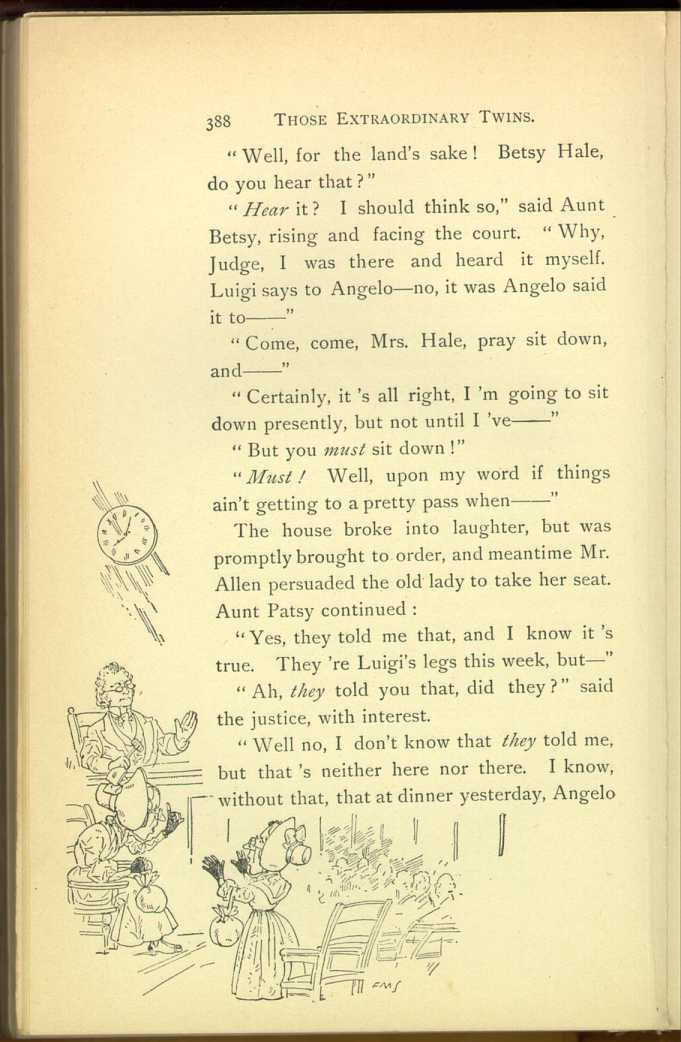 388 THOSE EXTRAORDINARY TWINS.
“ Well, for the land’s sake ! Betsy Hale,
do you hear that ? ”
“ Hear it ? I should think so,” said Aunt
Betsy, rising and facing the court. “ Why,
Judge, I was there and heard it myself.
Luigi says to Angelo—no, it was Angelo said
it to——”
“ Come, come, Mrs. Hale, pray sit down,
and——”
“ Certainly, it ’s all right, I ’m going to sit
down presently, but not until I ’ve——”
“ But you must sit down ! ”
“ Must ! Well, upon my word if things
ain’t getting to a pretty pass when——”
The house broke into laughter, but was
promptly brought to order, and meantime Mr.
Allen persuaded the old lady to take her seat.
Aunt Patsy continued :
“ Yes, they told me that, and I know it ’s
true. They ’re Luigi’s legs this week, but—”
“ Ah, they told you that, did they ? ” said
the justice, with interest.
“ Well no, I don’t know that they told me,
but that ’s neither here nor there. I know,
without that, that at dinner yesterday, Angelo
FMS